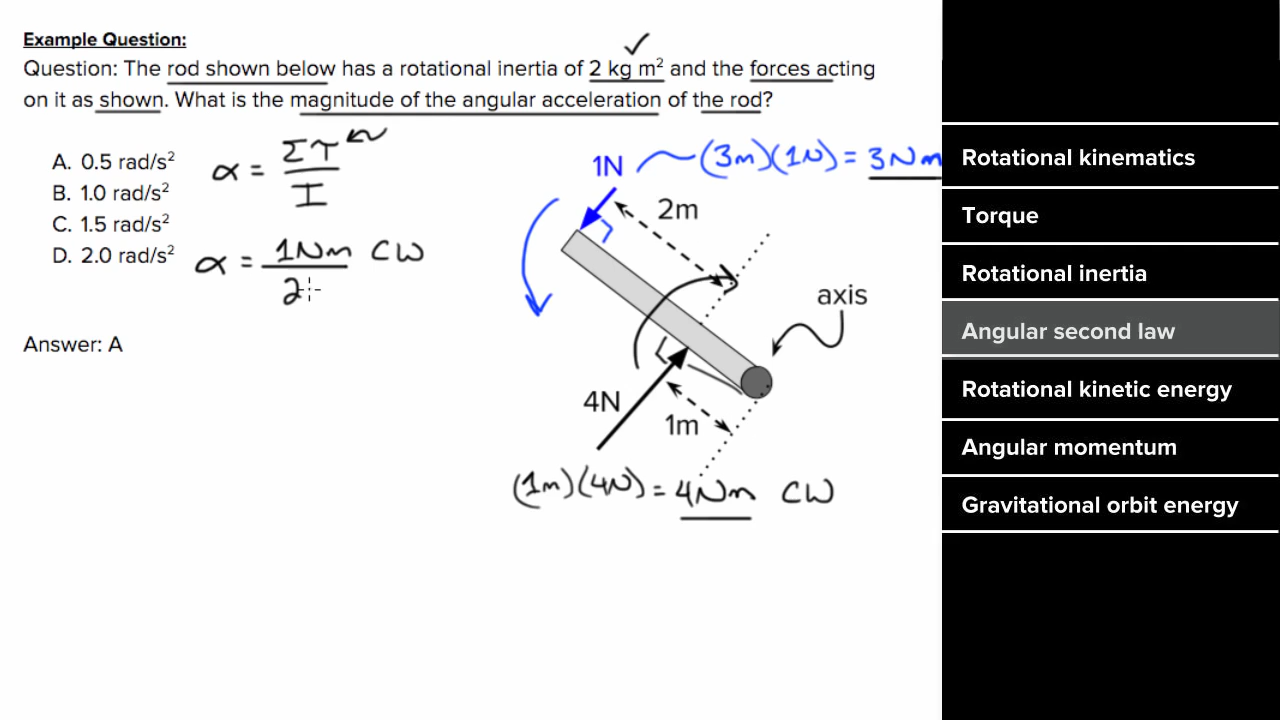 Example Question:
Question: The rod shown below has a rotational inertia of 2 kg m² and the forces acting
on it as shown. What is the magnitude of the angular acceleration of the rod?
A. 0.5 rad/s²
B. 1.0 rad/s²
C. 1.5 rad/s²
D. 2.0 rad/s²
Answer: A
α = Στ / I
α = 1Nm / 2 CW
1N
(3m)(1N) = 3Nm
2m
axis
4N
1m
(1m)(4N) = 4Nm CW
Rotational kinematics
Torque
Rotational inertia
Angular second law
Rotational kinetic energy
Angular momentum
Gravitational orbit energy